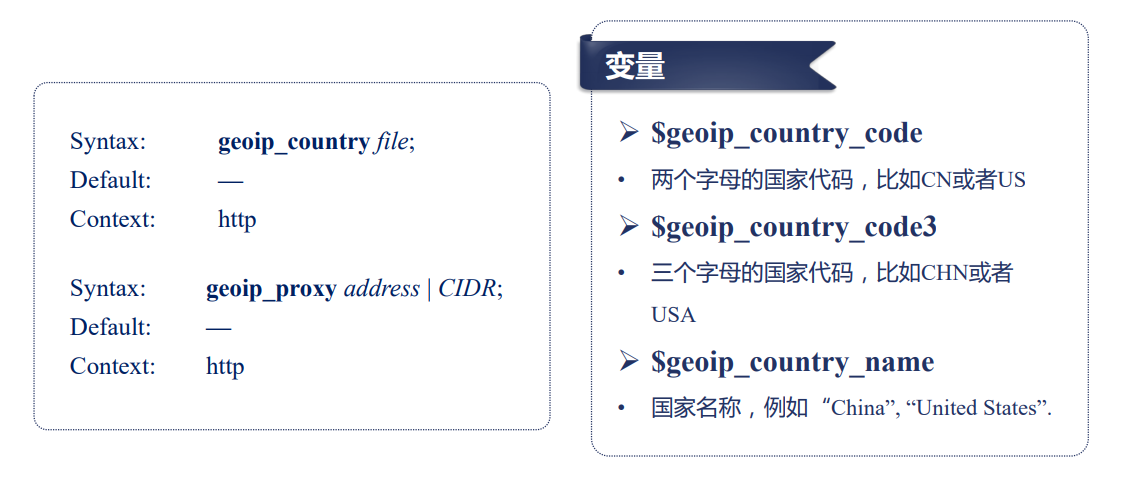 Syntax: geoip_country file;
Default: —
Context: http
Syntax: geoip_proxy address | CIDR;
Default: —
Context: http
变量
➢ $geoip_country_code
• 两个字母的国家代码，比如CN或者US
➢ $geoip_country_code3
• 三个字母的国家代码，比如CHN或者
USA
➢ $geoip_country_name
• 国家名称，例如“China”, “United States”.